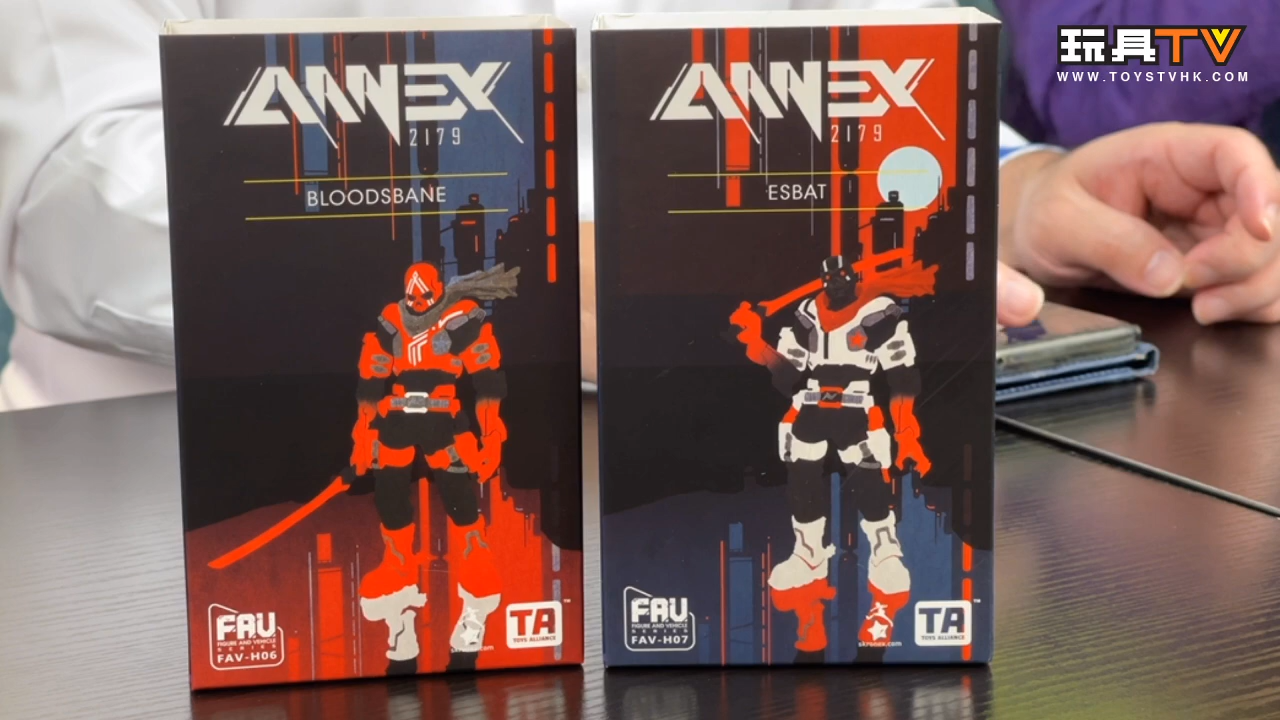 玩具TV
WWW.TOYSTVHK.COM
ANNEX
2179
BLOODSBANE
FAV
FIGURE AND VEHICLE
SERIES
FAV-H06
TA
TOYS ALLIANCE
ANNEX
2179
ESBAT
FAV
FIGURE AND VEHICLE
SERIES
FAV-H07
TA
TOYS ALLIANCE